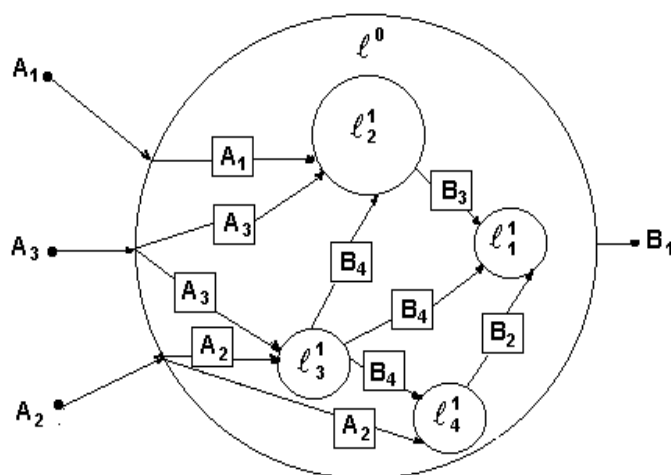 ℓ⁰
A₁
ℓ¹₂
A₁
B₃
A₃
ℓ¹₁
A₃
B₁
B₄
A₃
B₄
B₂
A₂
ℓ¹₃
B₄
A₂
A₂
ℓ¹₄